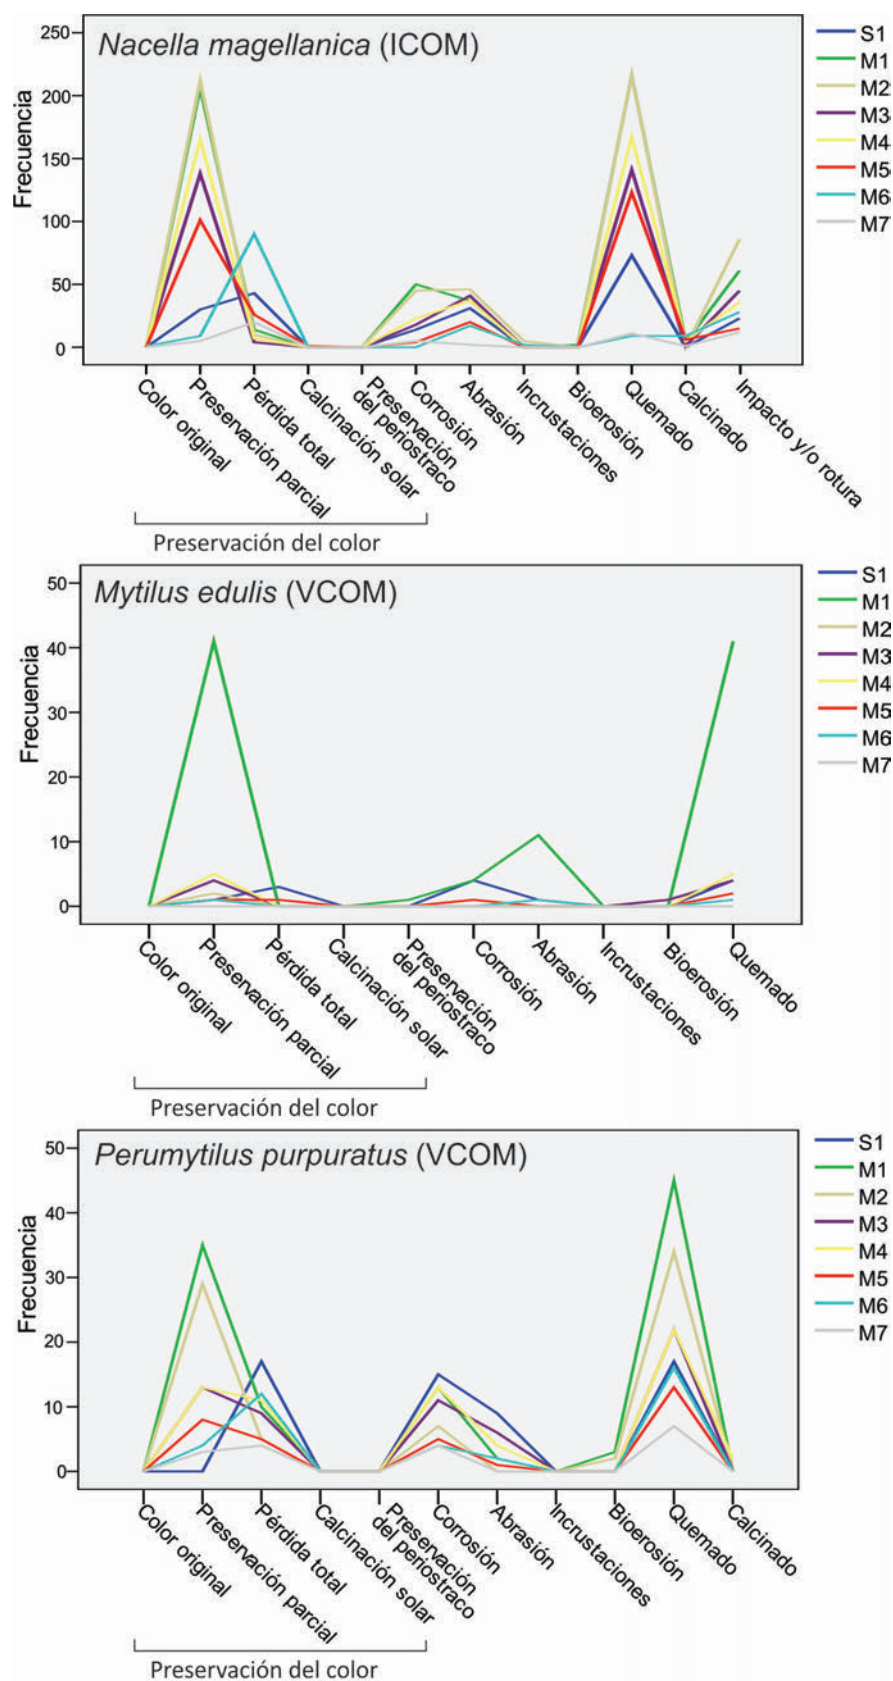 Nacella magellanica (ICOM)
Frecuencia
250
200
150
100
50
0
S1
M1
M2
M3
M4
M5
M6
M7
Color original
Preservación parcial
Pérdida total
Calcinación solar
Preservación
del periostraco
Corrosión
Abrasión
Incrustaciones
Bioerosión
Quemado
Calcinado
Impacto y/o rotura
Preservación del color
Mytilus edulis (VCOM)
Frecuencia
50
40
30
20
10
0
S1
M1
M2
M3
M4
M5
M6
M7
Color original
Preservación parcial
Pérdida total
Calcinación solar
Preservación
del periostraco
Corrosión
Abrasión
Incrustaciones
Bioerosión
Quemado
Preservación del color
Perumytilus purpuratus (VCOM)
Frecuencia
50
40
30
20
10
0
S1
M1
M2
M3
M4
M5
M6
M7
Color original
Preservación parcial
Pérdida total
Calcinación solar
Preservación
del periostraco
Corrosión
Abrasión
Incrustaciones
Bioerosión
Quemado
Calcinado
Preservación del color